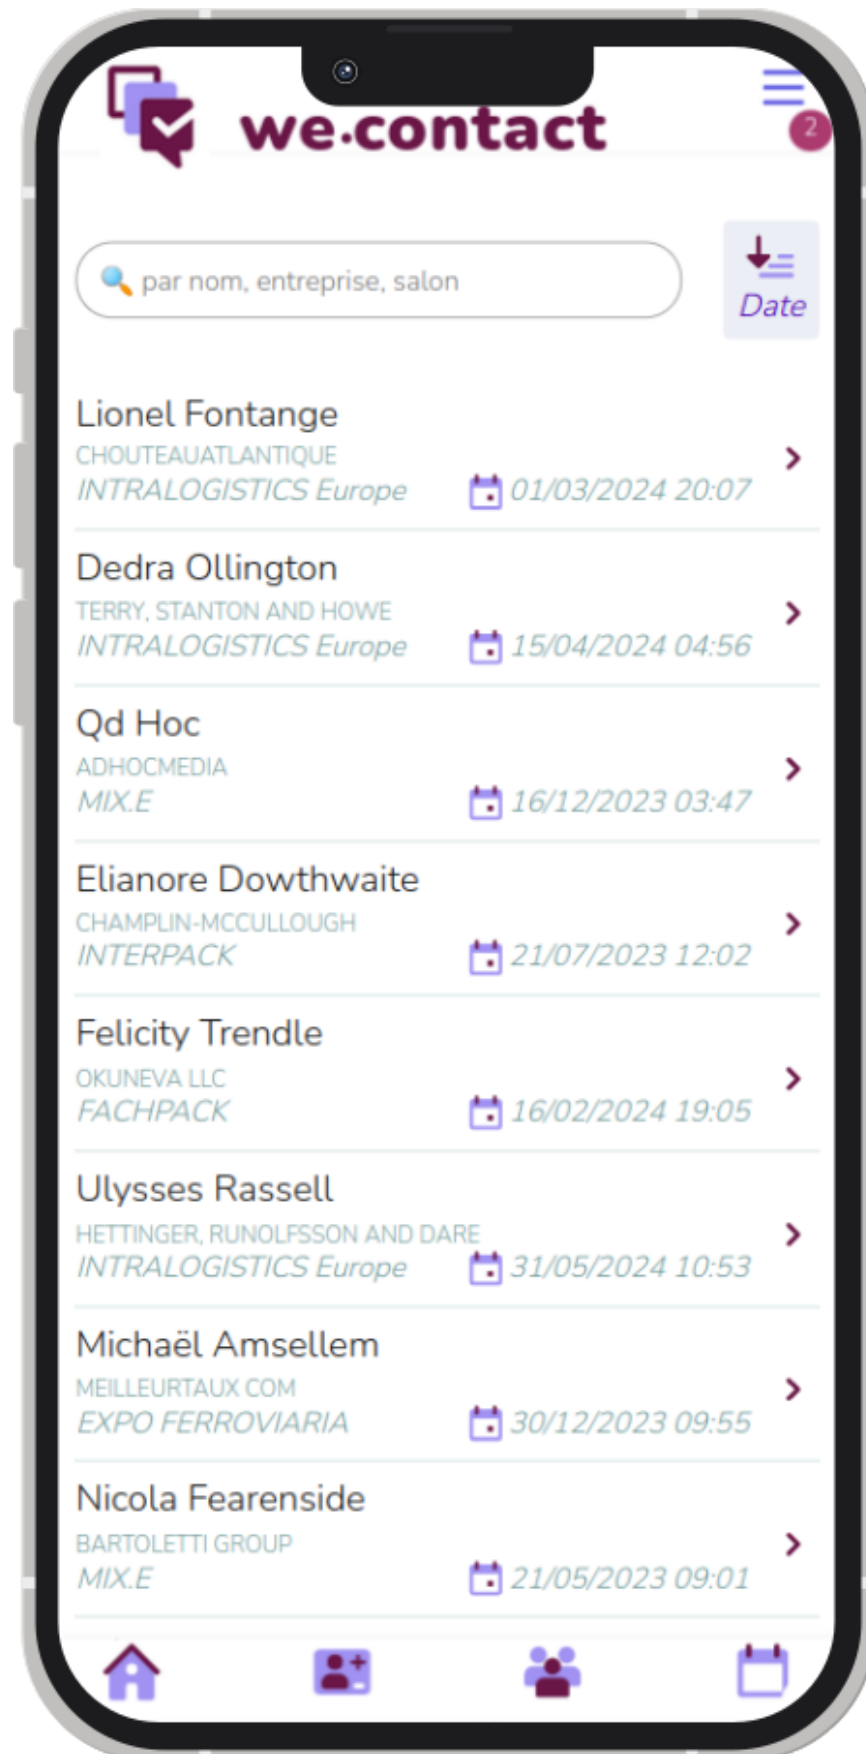 we.contact
2
par nom, entreprise, salon
Date
Lionel Fontange
CHOUTEAUATLANTIQUE
INTRALOGISTICS Europe 01/03/2024 20:07
Dedra Ollington
TERRY, STANTON AND HOWE
INTRALOGISTICS Europe 15/04/2024 04:56
Qd Hoc
ADHOCMEDIA
MIX.E 16/12/2023 03:47
Elianore Dowthwaite
CHAMPLIN-MCCULLOUGH
INTERPACK 21/07/2023 12:02
Felicity Trendle
OKUNEVA LLC
FACHPACK 16/02/2024 19:05
Ulysses Rassell
HETTINGER, RUNOLFSSON AND DARE
INTRALOGISTICS Europe 31/05/2024 10:53
Michaël Amsellem
MEILLEURTAUX COM
EXPO FERROVIARIA 30/12/2023 09:55
Nicola Fearenside
BARTOLETTI GROUP
MIX.E 21/05/2023 09:01